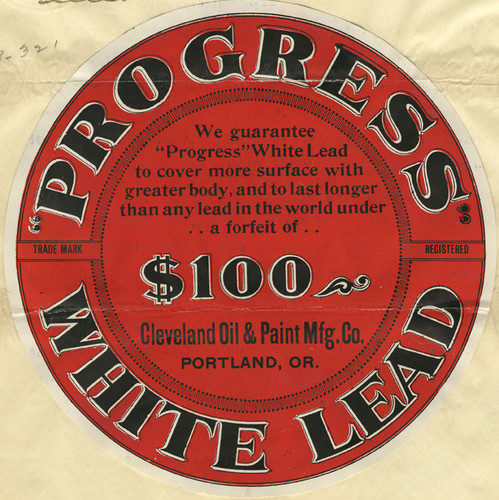 "PROGRESS"
We guarantee
"Progress" White Lead
to cover more surface with
greater body, and to last longer
than any lead in the world under
. . a forfeit of . .
TRADE MARK
REGISTERED
$100
Cleveland Oil & Paint Mfg. Co.
PORTLAND, OR.
WHITE LEAD